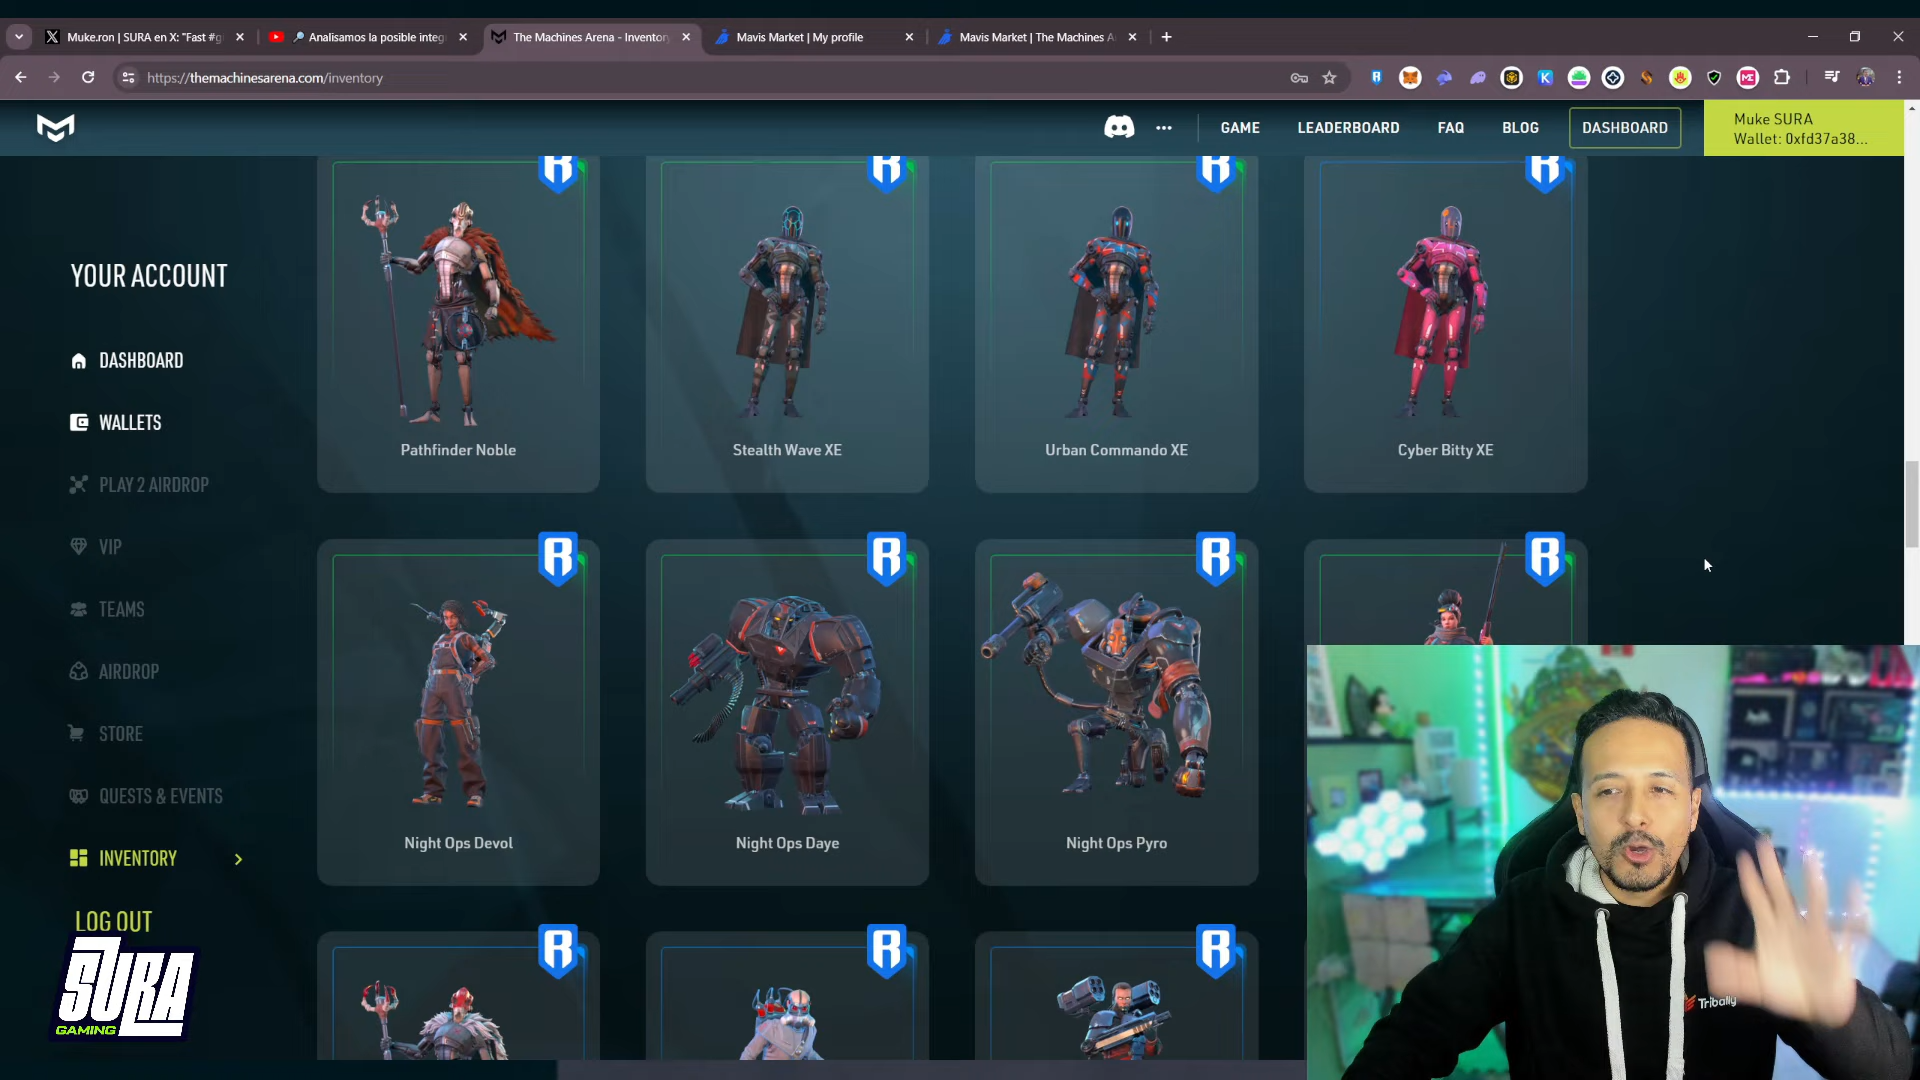 Muke.ron | SURA en X: "Fast #g
Analisamos la posible integ
The Machines Arena - Inventory
Mavis Market | My profile
Mavis Market | The Machines A
https://themachinesarena.com/inventory
GAME
LEADERBOARD
FAQ
BLOG
DASHBOARD
Muke SURA
Wallet: 0xfd37a38...
YOUR ACCOUNT
DASHBOARD
WALLETS
PLAY 2 AIRDROP
VIP
TEAMS
AIRDROP
STORE
QUESTS & EVENTS
INVENTORY
LOG OUT
Pathfinder Noble
Stealth Wave XE
Urban Commando XE
Cyber Bitty XE
Night Ops Devol
Night Ops Daye
Night Ops Pyro
SURA
GAMING
Tribally